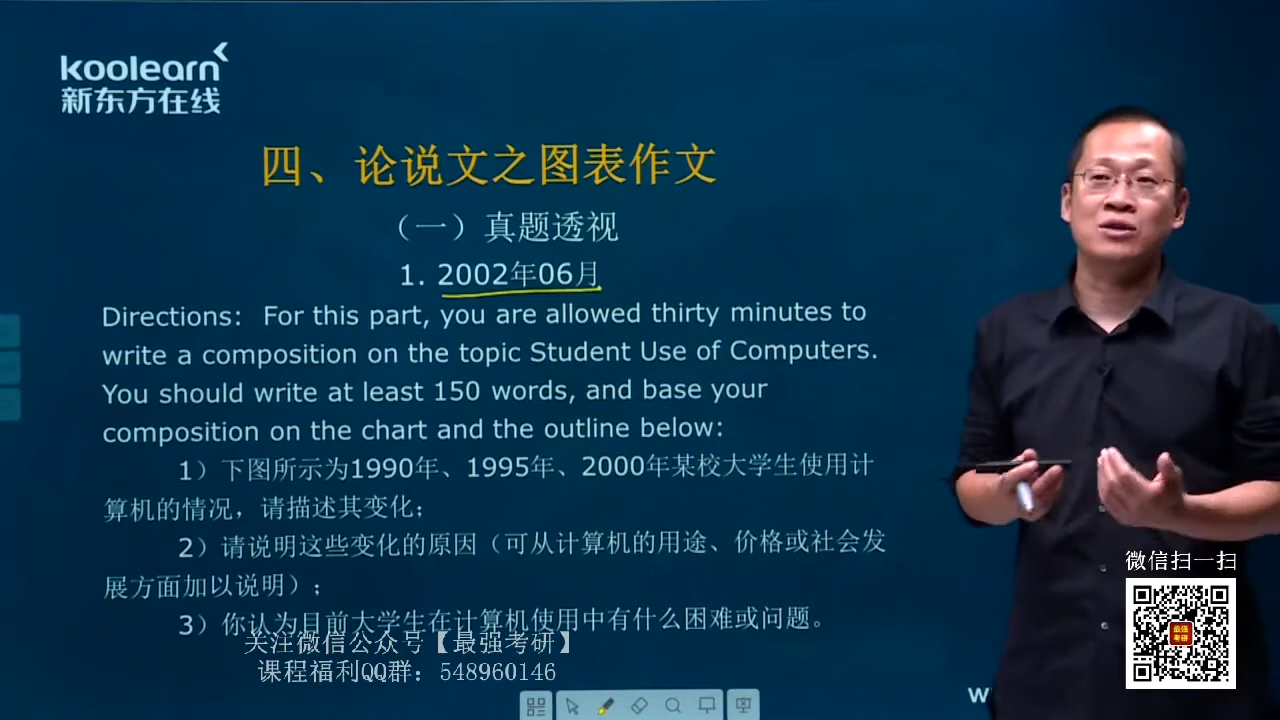 koolearn
新东方在线
四、论说文之图表作文
（一）真题透视
1. 2002年06月
Directions: For this part, you are allowed thirty minutes to
write a composition on the topic Student Use of Computers.
You should write at least 150 words, and base your
composition on the chart and the outline below:
1）下图所示为1990年、1995年、2000年某校大学生使用计
算机的情况，请描述其变化；
2）请说明这些变化的原因（可从计算机的用途、价格或社会发
展方面加以说明）；
3）你认为目前大学生在计算机使用中有什么困难或问题。
关注微信公众号【最强考研】
课程福利QQ群：548960146
微信扫一扫
最强
考研